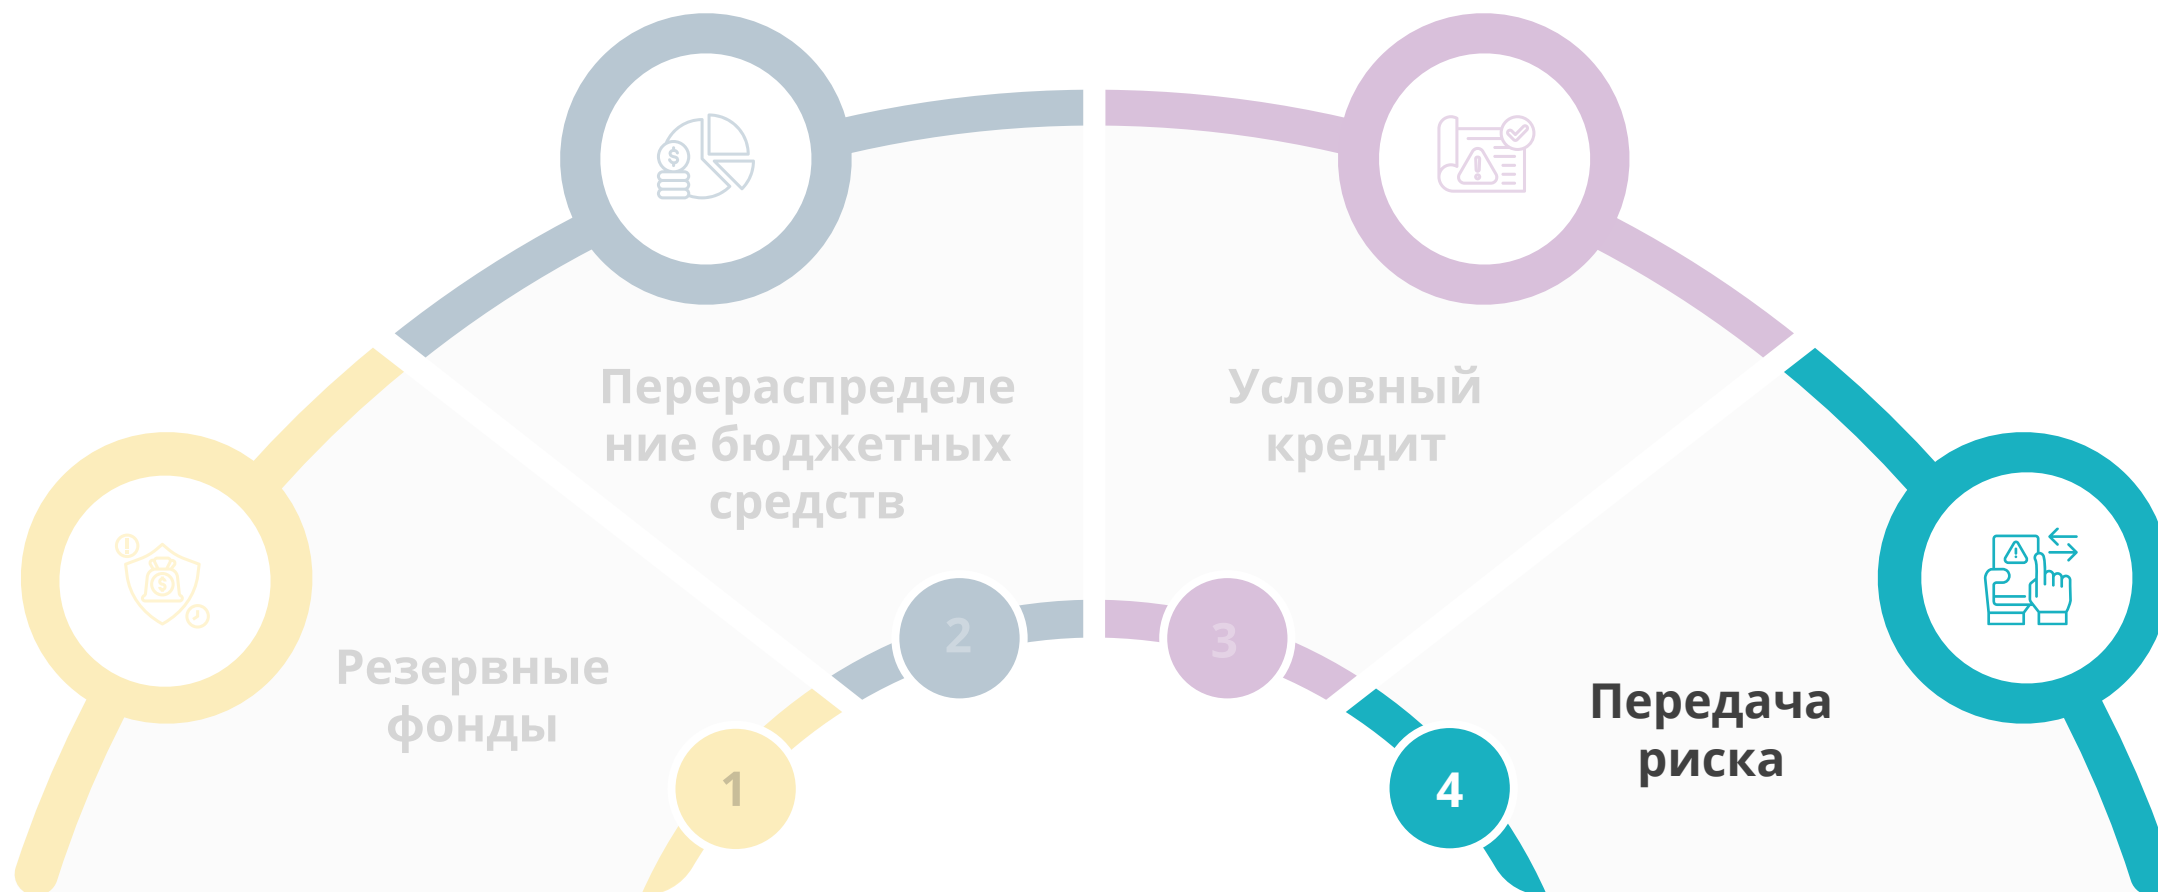 Резервные
фонды
1
Перераспределе
ние бюджетных
средств
2
Условный
кредит
3
Передача
риска
4